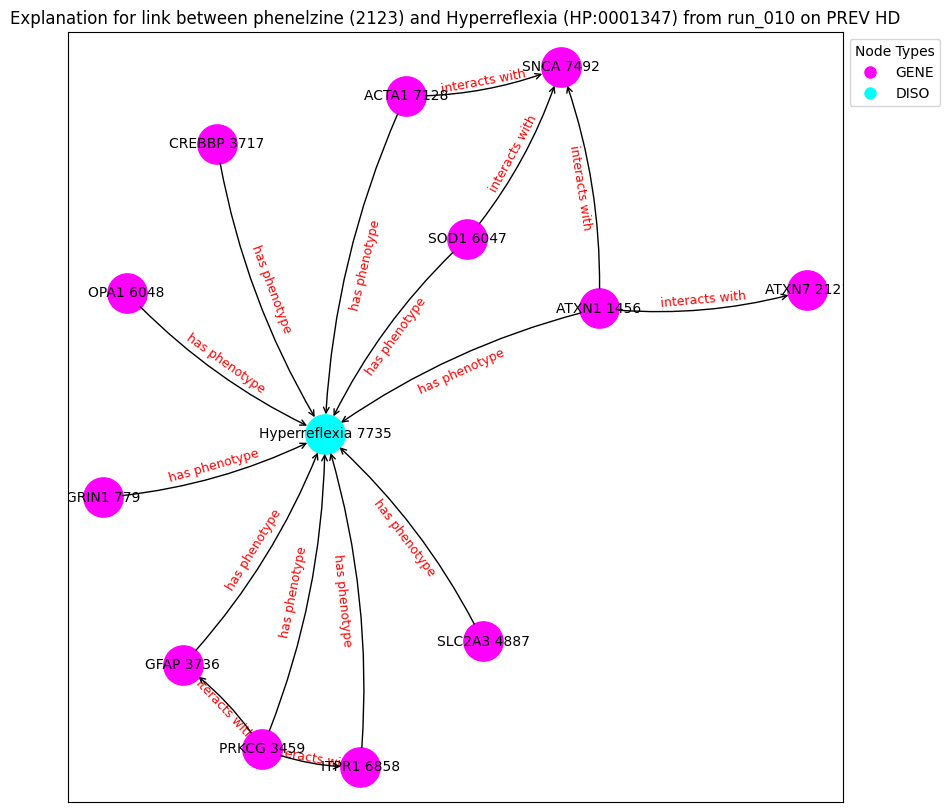 Explanation for link between phenelzine (2123) and Hyperreflexia (HP:0001347) from run_010 on PREV HD
Node Types
GENE
DISO
SNCA 7492
interacts with
ACTA1 7128
CREBBP 3717
interacts with
interacts with
SOD1 6047
has phenotype
has phenotype
OPA1 6048
ATXN7 212
interacts with
ATXN1 1456
has phenotype
has phenotype
has phenotype
Hyperreflexia 7735
has phenotype
GRIN1 779
has phenotype
has phenotype
has phenotype
has phenotype
SLC2A3 4887
GFAP 3736
interacts with
PRKCG 3459
interacts with
6858